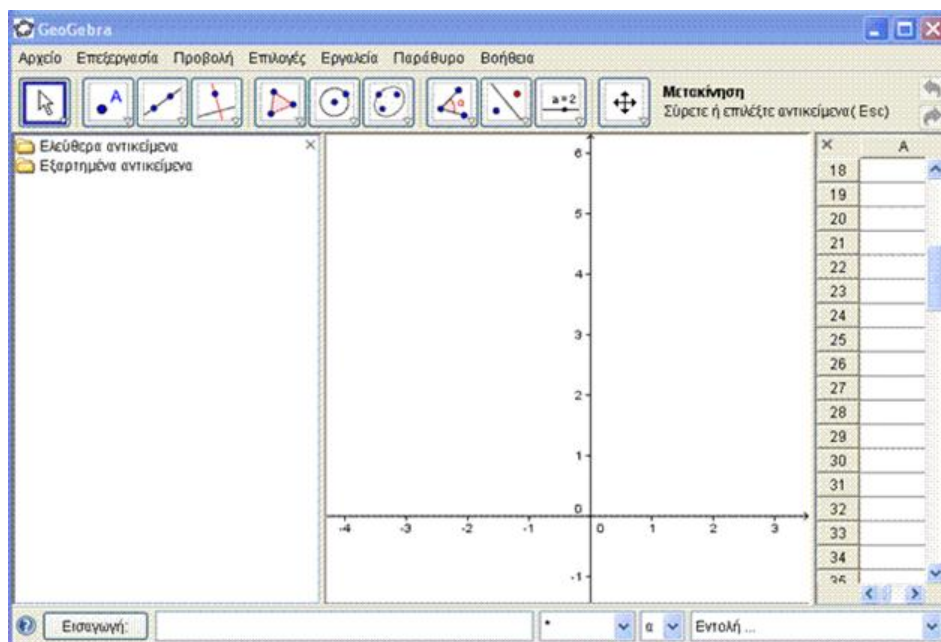 GeoGebra
Αρχείο Επεξεργασία Προβολή Επιλογές Εργαλεία Παράθυρο Βοήθεια
A
α
a=2
Μετακίνηση
Σύρετε ή επιλέξτε αντικείμενα( Esc)
Ελεύθερα αντικείμενα
Εξαρτημένα αντικείμενα
6
5
4
3
2
1
0
-1
-4 -3 -2 -1 0 1 2 3
A
18
19
20
21
22
23
24
25
26
27
28
29
30
31
32
33
34
35
Εισαγωγή:
α
Εντολή ...